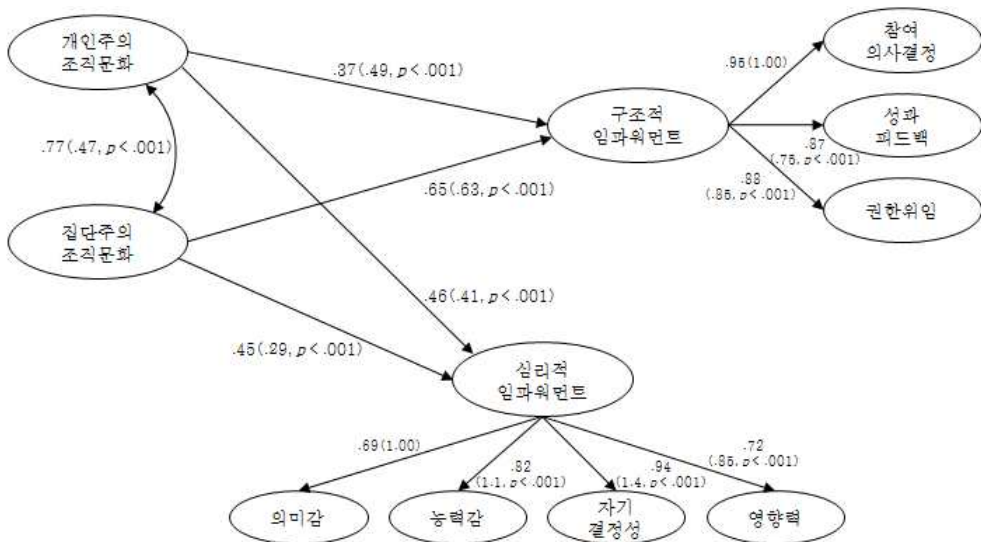 개인주의
조직문화
참여
의사결정
.37(.49, p< .001)
.95(1.00)
구조적
임파워먼트
성과
피드백
.87
(.75, p< .001)
.77(.47, p< .001)
.65(.63, p< .001)
.88
(.85, p< .001)
권한위임
집단주의
조직문화
.46(.41, p< .001)
.45(.29, p< .001)
심리적
임파워먼트
.69(1.00)
.82
(1.1, p< .001)
.94
(1.4, p< .001)
.72
(.85, p< .001)
의미감
능력감
자기
결정성
영향력